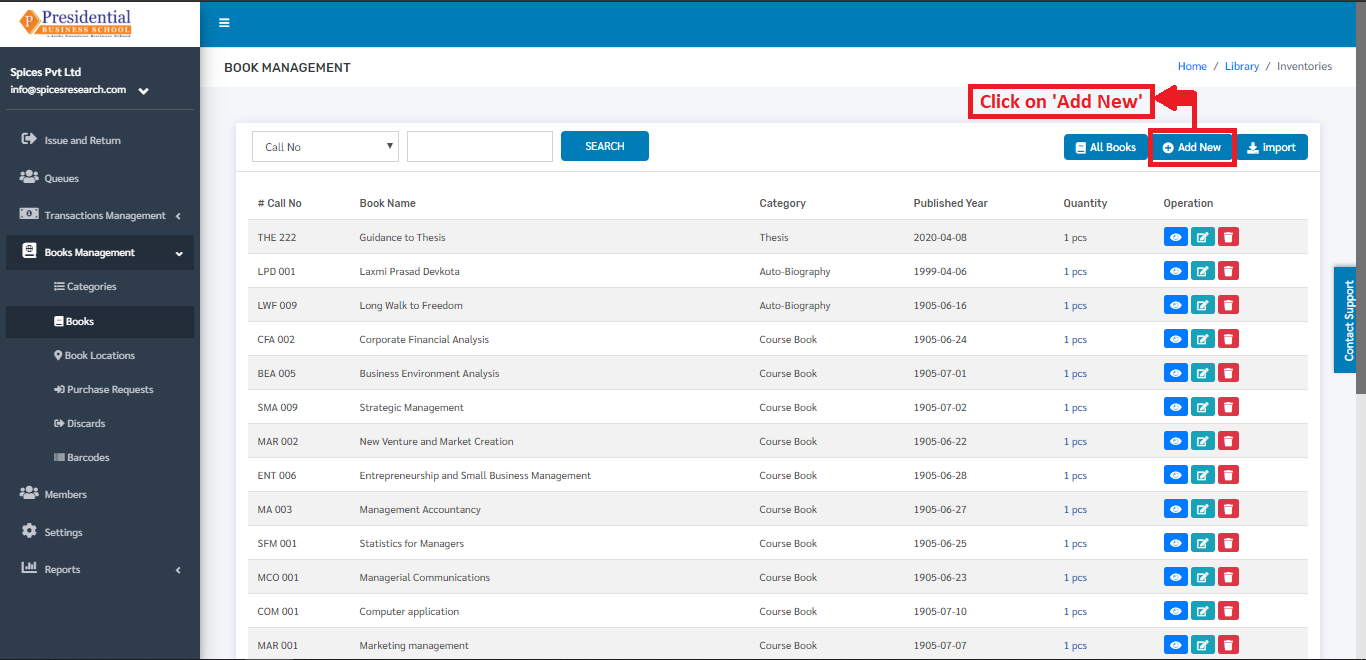 Presidential
BUSINESS SCHOOL
Spices Pvt Ltd
info@spicesresearch.com
Issue and Return
Queues
Transactions Management
Books Management
Categories
Books
Book Locations
Purchase Requests
Discards
Barcodes
Members
Settings
Reports
BOOK MANAGEMENT
Home / Library / Inventories
Click on 'Add New'
Call No
SEARCH
All Books
Add New
Import
# Call No Book Name Category Published Year Quantity Operation
THE 222 Guidance to Thesis Thesis 2020-04-08 1 pcs
LPD 001 Laxmi Prasad Devkota Auto-Biography 1999-04-06 1 pcs
LWF 009 Long Walk to Freedom Auto-Biography 1905-06-16 1 pcs
CFA 002 Corporate Financial Analysis Course Book 1905-06-24 1 pcs
BEA 005 Business Environment Analysis Course Book 1905-07-01 1 pcs
SMA 009 Strategic Management Course Book 1905-07-02 1 pcs
MAR 002 New Venture and Market Creation Course Book 1905-06-22 1 pcs
ENT 006 Entrepreneurship and Small Business Management Course Book 1905-06-28 1 pcs
MA 003 Management Accountancy Course Book 1905-06-27 1 pcs
SFM 001 Statistics for Managers Course Book 1905-06-25 1 pcs
MCO 001 Managerial Communications Course Book 1905-06-23 1 pcs
COM 001 Computer application Course Book 1905-07-10 1 pcs
MAR 001 Marketing management Course Book 1905-07-07 1 pcs
Contact Support